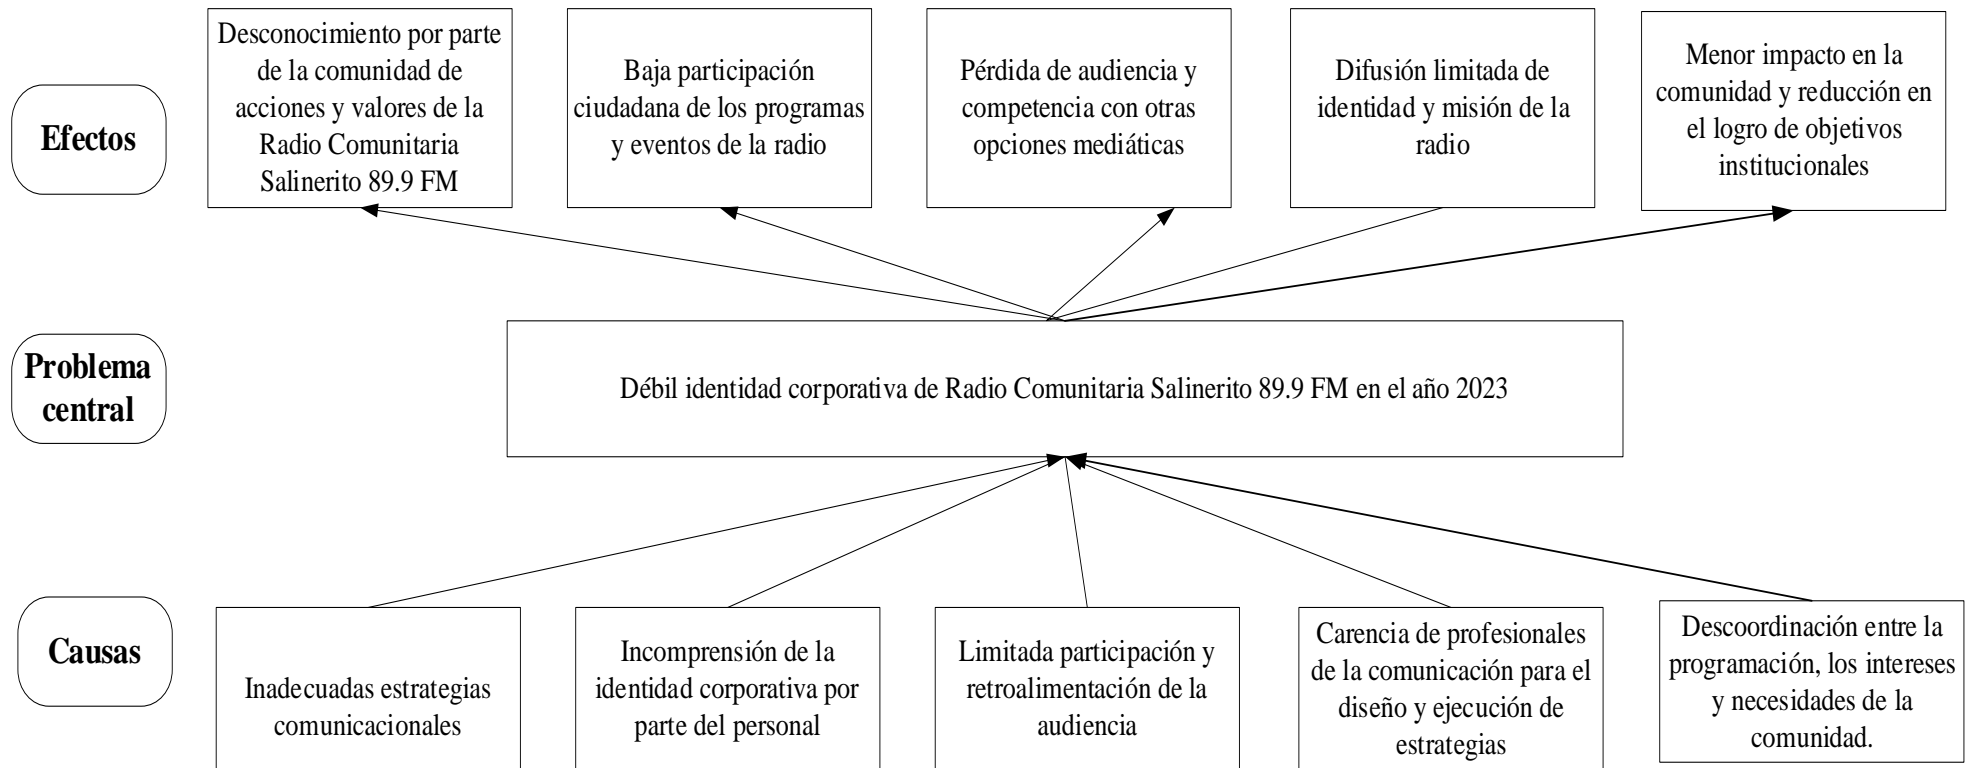 Efectos
Desconocimiento por parte
de la comunidad de
acciones y valores de la
Radio Comunitaria
Salinerito 89.9 FM
Baja participación
ciudadana de los programas
y eventos de la radio
Pérdida de audiencia y
competencia con otras
opciones mediáticas
Difusión limitada de
identidad y misión de la
radio
Menor impacto en la
comunidad y reducción en
el logro de objetivos
institucionales
Problema
central
Débil identidad corporativa de Radio Comunitaria Salinerito 89.9 FM en el año 2023
Causas
Inadecuadas estrategias
comunicacionales
Incomprensión de la
identidad corporativa por
parte del personal
Limitada participación y
retroalimentación de la
audiencia
Carencia de profesionales
de la comunicación para el
diseño y ejecución de
estrategias
Descoordinación entre la
programación, los intereses
y necesidades de la
comunidad.